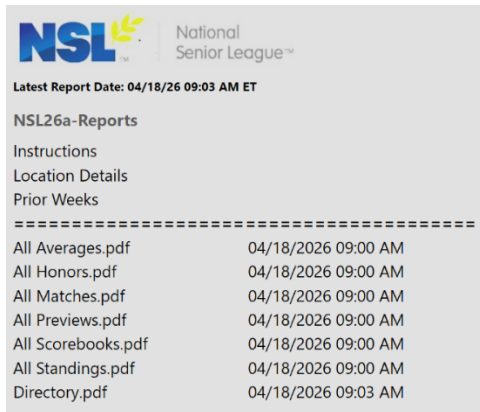 NSL™
National
Senior League™
Latest Report Date: 04/18/26 09:03 AM ET
NSL26a-Reports
Instructions
Location Details
Prior Weeks
========================================
All Averages.pdf 04/18/2026 09:00 AM
All Honors.pdf 04/18/2026 09:00 AM
All Matches.pdf 04/18/2026 09:00 AM
All Previews.pdf 04/18/2026 09:00 AM
All Scorebooks.pdf 04/18/2026 09:00 AM
All Standings.pdf 04/18/2026 09:00 AM
Directory.pdf 04/18/2026 09:03 AM